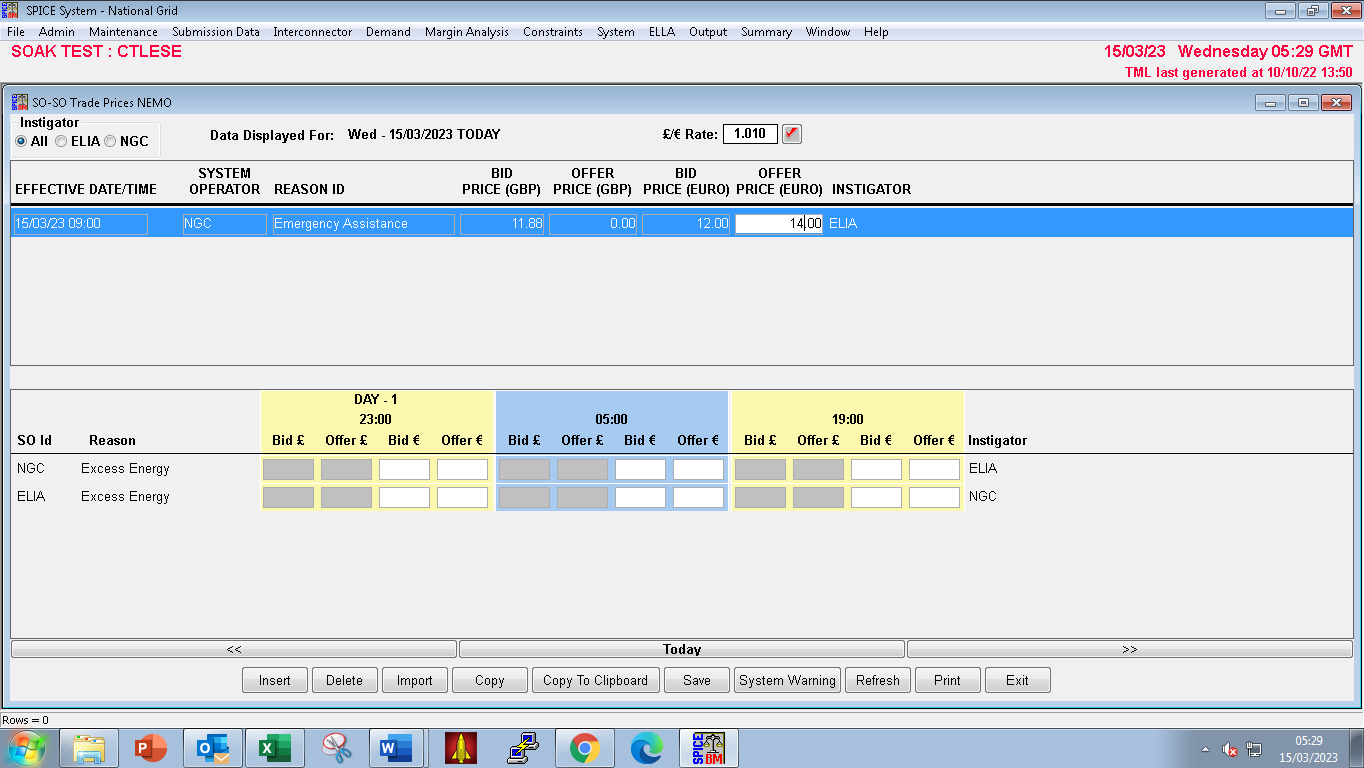 SPICE System - National Grid
File Admin Maintenance Submission Data Interconnector Demand Margin Analysis Constraints System ELLA Output Summary Window Help
SOAK TEST : CTLESE 15/03/23 Wednesday 05:29 GMT
TML last generated at 10/10/22 13:50
SO-SO Trade Prices NEMO
Instigator
All ELIA NGC Data Displayed For: Wed - 15/03/2023 TODAY £/€ Rate: 1.010
SYSTEM BID OFFER BID OFFER
EFFECTIVE DATE/TIME OPERATOR REASON ID PRICE (GBP) PRICE (GBP) PRICE (EURO) PRICE (EURO) INSTIGATOR
15/03/23 09:00 NGC Emergency Assistance 11.88 0.00 12.00 14.00 ELIA
DAY - 1
23:00 05:00 19:00
SO Id Reason Bid £ Offer £ Bid € Offer € Bid £ Offer £ Bid € Offer € Bid £ Offer £ Bid € Offer € Instigator
NGC Excess Energy ELIA
ELIA Excess Energy NGC
<< Today >>
Insert Delete Import Copy Copy To Clipboard Save System Warning Refresh Print Exit
Rows = 0
SPICE BM
05:29
15/03/2023